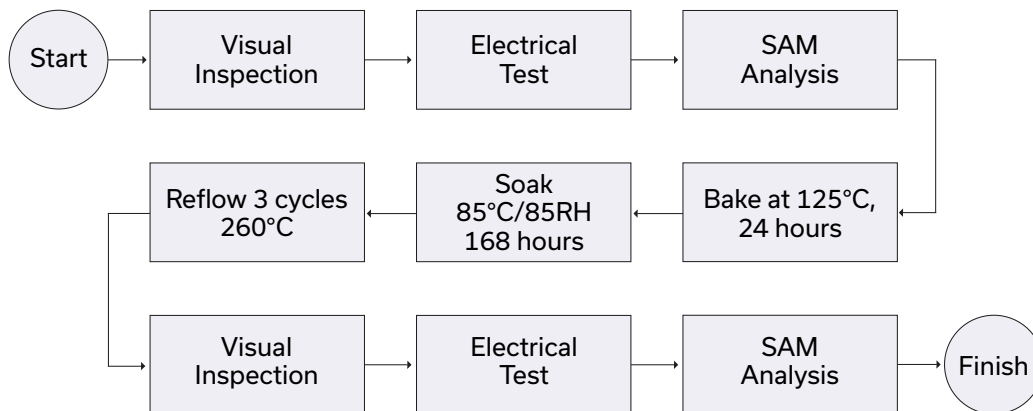 Start
Visual
Inspection
Electrical
Test
SAM
Analysis
Bake at 125°C,
24 hours
Soak
85°C/85RH
168 hours
Reflow 3 cycles
260°C
Visual
Inspection
Electrical
Test
SAM
Analysis
Finish